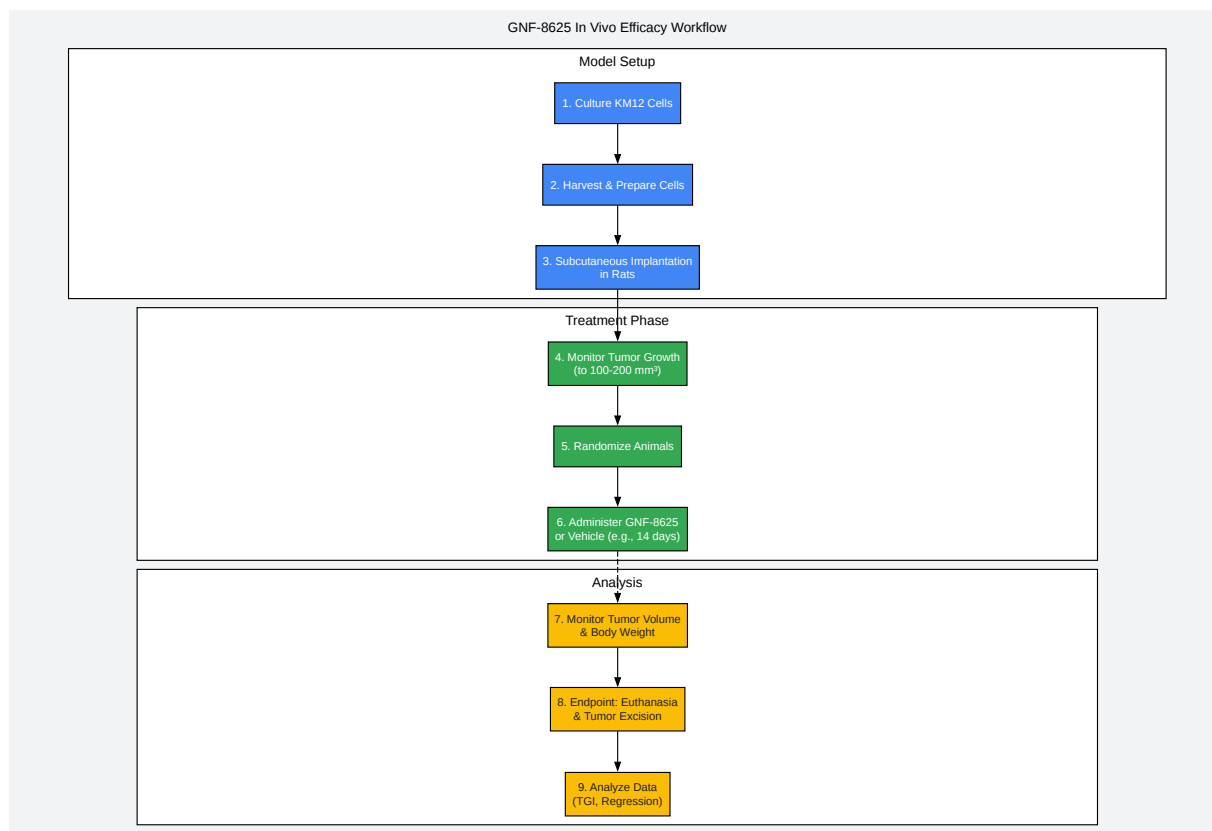 GNF-8625 In Vivo Efficacy Workflow
Model Setup
1. Culture KM12 Cells
2. Harvest & Prepare Cells
3. Subcutaneous Implantation
in Rats
Treatment Phase
4. Monitor Tumor Growth
(to 100-200 mm³)
5. Randomize Animals
6. Administer GNF-8625
or Vehicle (e.g., 14 days)
Analysis
7. Monitor Tumor Volume
& Body Weight
8. Endpoint: Euthanasia
& Tumor Excision
9. Analyze Data
(TGI, Regression)